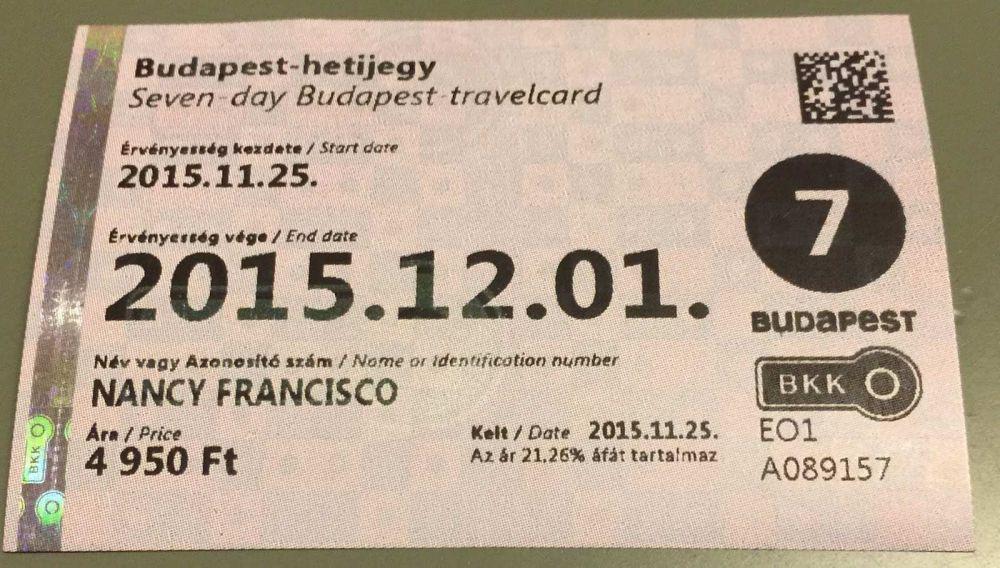 Budapest-hetijegy
Seven-day Budapest-travelcard
Érvényesség kezdete / Start date
2015.11.25.
7
Érvényesség vége / End date
2015.12.01.
BUDAPEST
Név vagy Azonosító szám / Name or Identification number
NANCY FRANCISCO
BKK
Ára / Price
4 950 Ft
Kelt / Date 2015.11.25.
Az ár 21,26% áfát tartalmaz
EO1
A089157
BKK